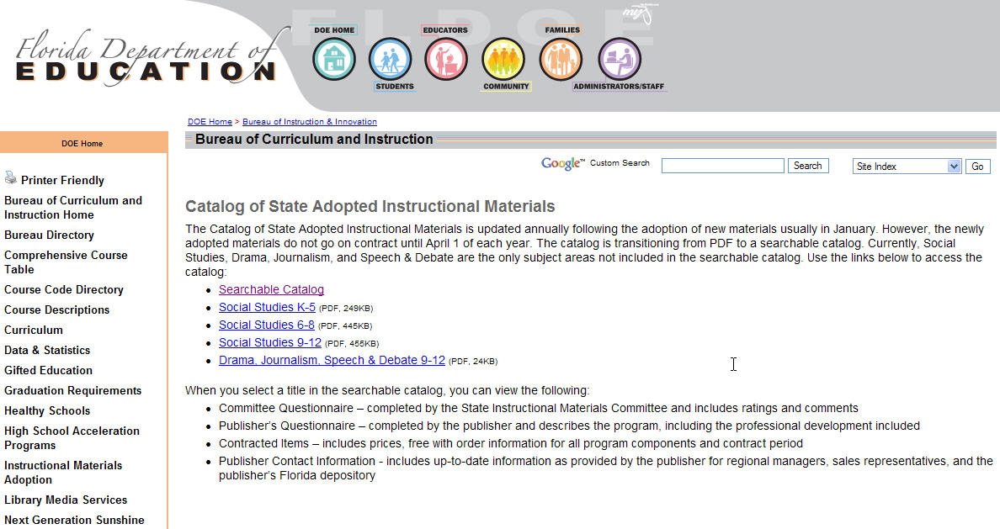 FLDOE
my
Florida Department of
EDUCATION
DOE HOME
EDUCATORS
FAMILIES
STUDENTS
COMMUNITY
ADMINISTRATORS/STAFF
DOE Home > Bureau of Instruction & Innovation
Bureau of Curriculum and Instruction
Google™ Custom Search
Search
Site Index
Go
DOE Home
Printer Friendly
Bureau of Curriculum and
Instruction Home
Bureau Directory
Comprehensive Course
Table
Course Code Directory
Course Descriptions
Curriculum
Data & Statistics
Gifted Education
Graduation Requirements
Healthy Schools
High School Acceleration
Programs
Instructional Materials
Adoption
Library Media Services
Next Generation Sunshine
Catalog of State Adopted Instructional Materials
The Catalog of State Adopted Instructional Materials is updated annually following the adoption of new materials usually in January. However, the newly
adopted materials do not go on contract until April 1 of each year. The catalog is transitioning from PDF to a searchable catalog. Currently, Social
Studies, Drama, Journalism, and Speech & Debate are the only subject areas not included in the searchable catalog. Use the links below to access the
catalog:
• Searchable Catalog
• Social Studies K-5 (PDF, 249KB)
• Social Studies 6-8 (PDF, 445KB)
• Social Studies 9-12 (PDF, 455KB)
• Drama, Journalism, Speech & Debate 9-12 (PDF, 24KB)
When you select a title in the searchable catalog, you can view the following:
• Committee Questionnaire – completed by the State Instructional Materials Committee and includes ratings and comments
• Publisher's Questionnaire – completed by the publisher and describes the program, including the professional development included
• Contracted Items – includes prices, free with order information for all program components and contract period
• Publisher Contact Information - includes up-to-date information as provided by the publisher for regional managers, sales representatives, and the
publisher's Florida depository